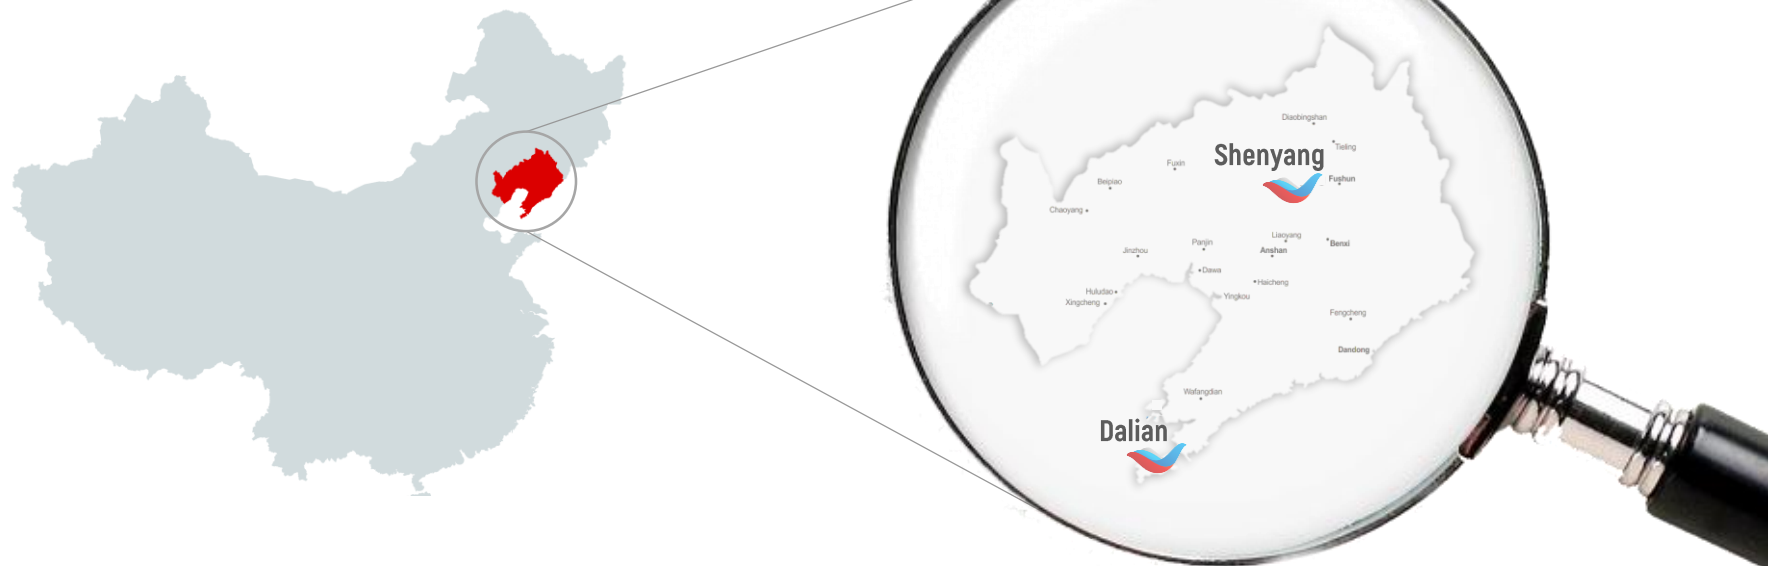 Diaobingshan
Tieling
Shenyang
Fuxin
Fushun
Beipiao
Chaoyang
Liaoyang
Panjin
Benxi
Jinzhou
Anshan
Dawa
Haicheng
Huludao
Yingkou
Xingcheng
Fengcheng
Dandong
Wafangdian
Dalian